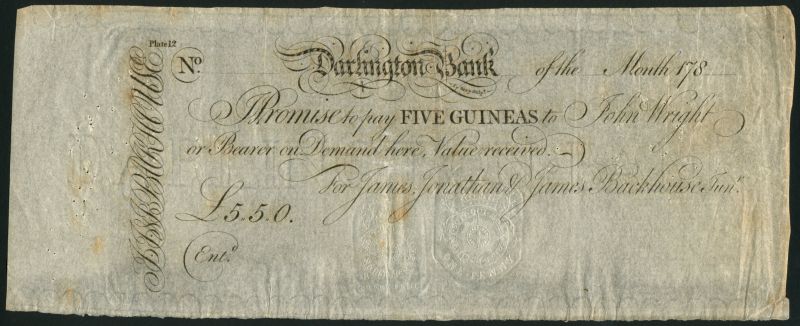 Plate 12
No.
Darlington Bank
of the Month 178
I Promise to pay FIVE GUINEAS to John Wright
or Bearer on Demand here, Value received.
For James, Jonathan & James Backhouse Junr.
£5.5.0.
Entd.